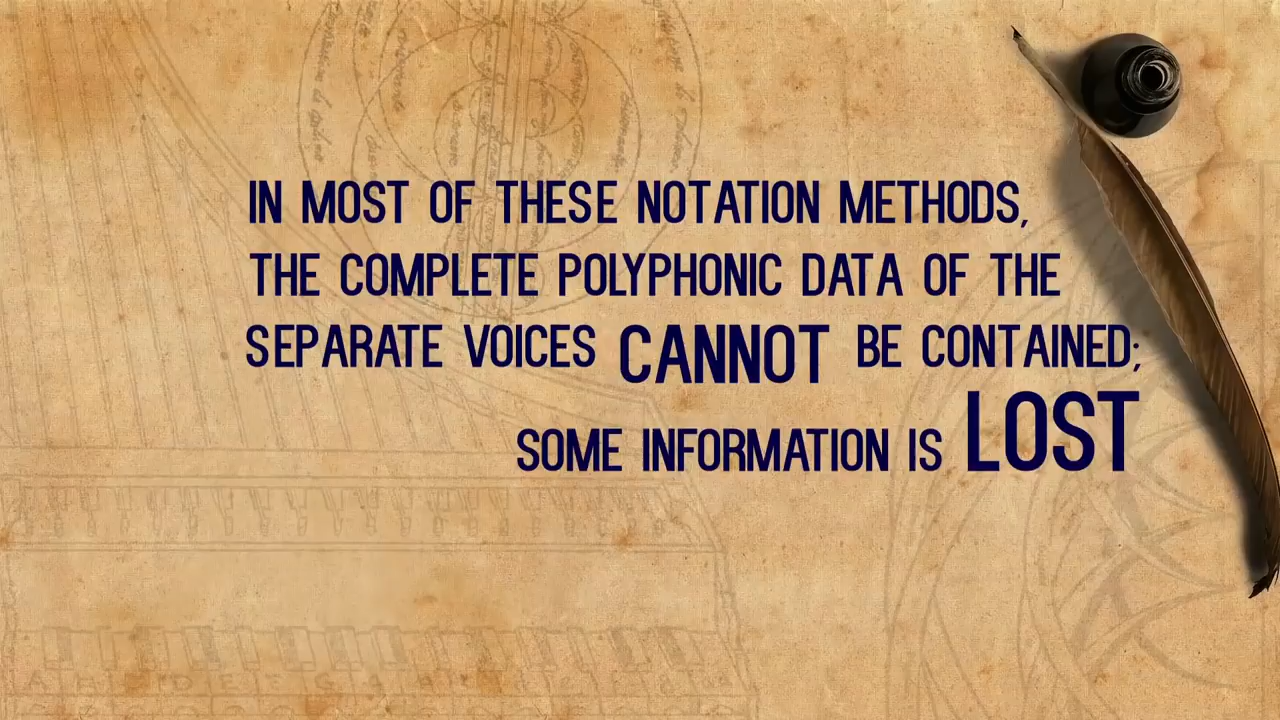 IN MOST OF THESE NOTATION METHODS,
THE COMPLETE POLYPHONIC DATA OF THE
SEPARATE VOICES CANNOT BE CONTAINED;
SOME INFORMATION IS LOST